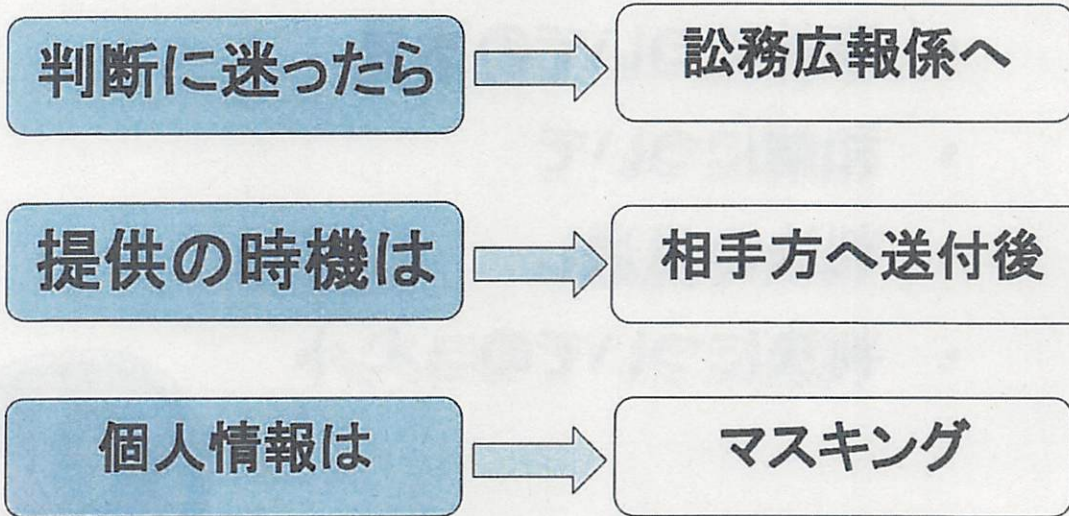 判断に迷ったら
訟務広報係へ
提供の時機は
相手方へ送付後
個人情報は
マスキング